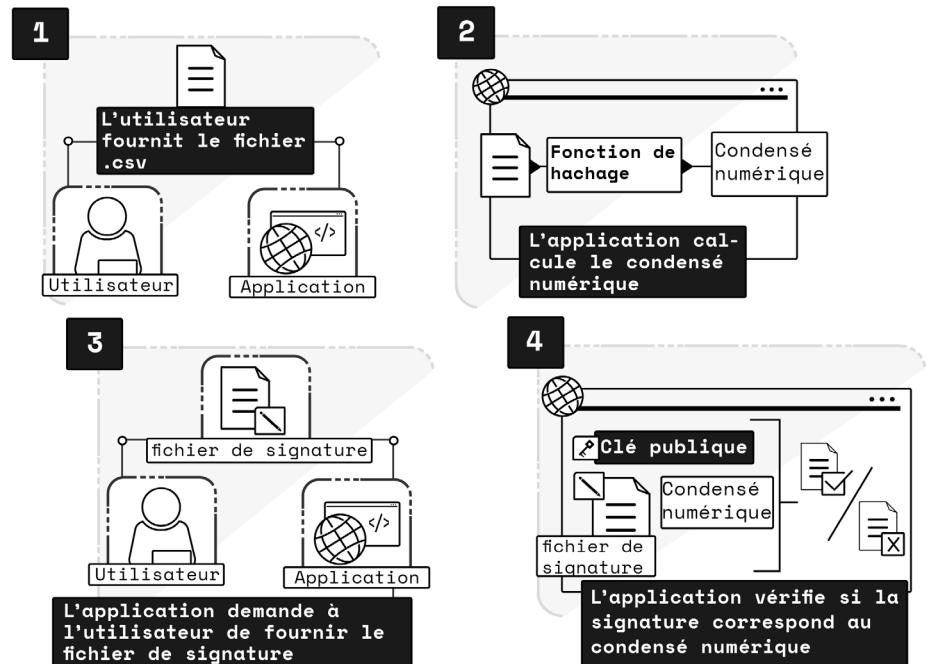 1
L'utilisateur
fournit le fichier
.csv
Utilisateur
</>
Application
2
Fonction de
hachage
Condensé
numérique
L'application cal-
cule le condensé
numérique
3
fichier de signature
Utilisateur
</>
Application
L'application demande à
l'utilisateur de fournir le
fichier de signature
4
Clé publique
Condensé
numérique
fichier de
signature
X
L'application vérifie si la
signature correspond au
condensé numérique